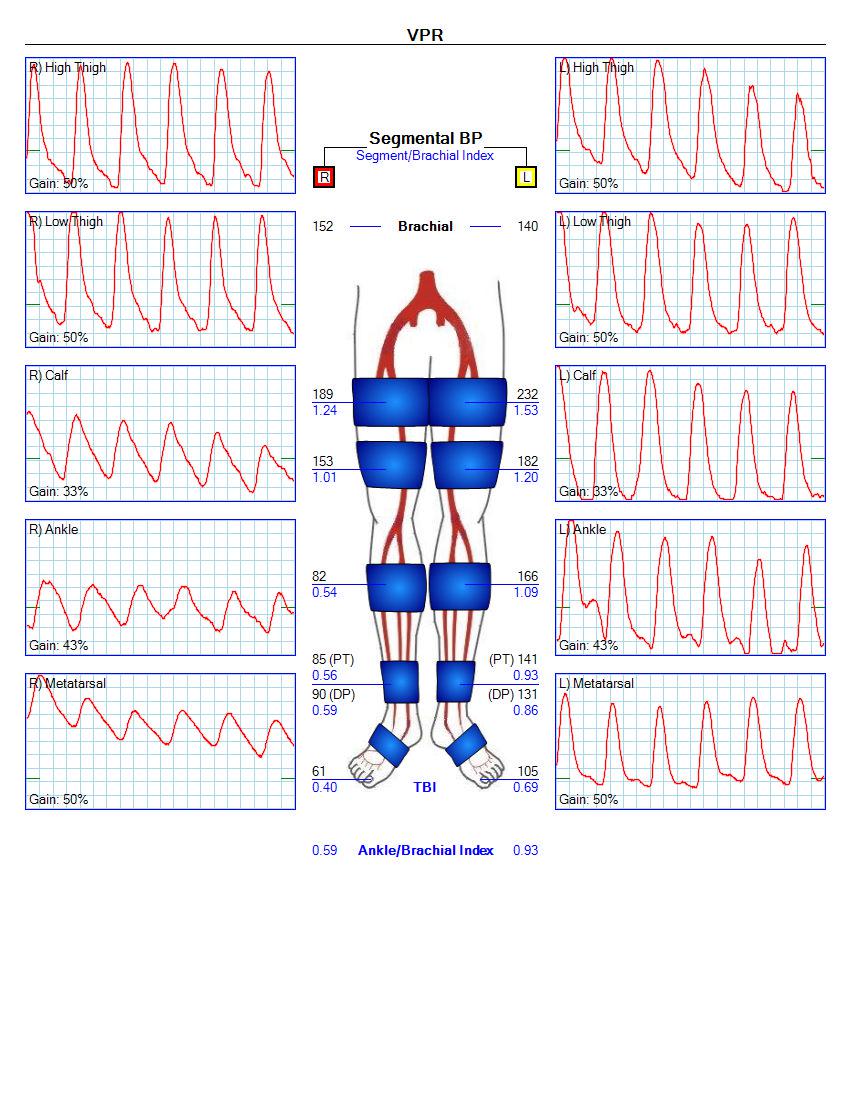 VPR
R) High Thigh
Gain: 50%
L) High Thigh
Gain: 50%
Segmental BP
Segment/Brachial Index
R
L
152 Brachial 140
R) Low Thigh
Gain: 50%
L) Low Thigh
Gain: 50%
R) Calf
Gain: 33%
L) Calf
Gain: 33%
189 232
1.24 1.53
153 182
1.01 1.20
R) Ankle
Gain: 43%
L) Ankle
Gain: 43%
82 166
0.54 1.09
85 (PT) (PT) 141
0.56 0.93
90 (DP) (DP) 131
0.59 0.86
R) Metatarsal
Gain: 50%
L) Metatarsal
Gain: 50%
61 105
0.40 TBI 0.69
0.59 Ankle/Brachial Index 0.93